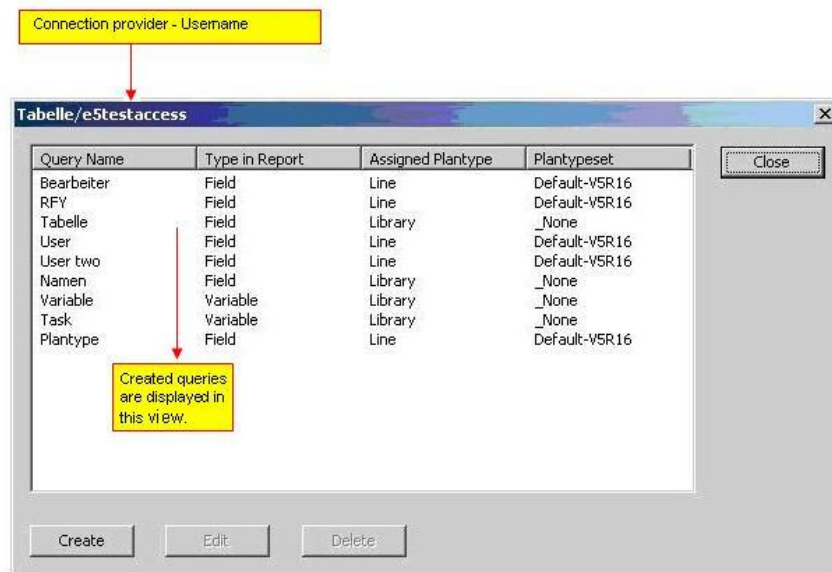 Connection provider - Username
Tabelle/e5testaccess
Query Name Type in Report Assigned Plantype Plantypeset
Close
Bearbeiter Field Line Default-V5R16
RFY Field Line Default-V5R16
Tabelle Field Library _None
User Field Line Default-V5R16
User two Field Line Default-V5R16
Namen Field Library _None
Variable Variable Library _None
Task Variable Library _None
Plantype Field Line Default-V5R16
Created queries
are displayed in
this view.
Create Edit Delete